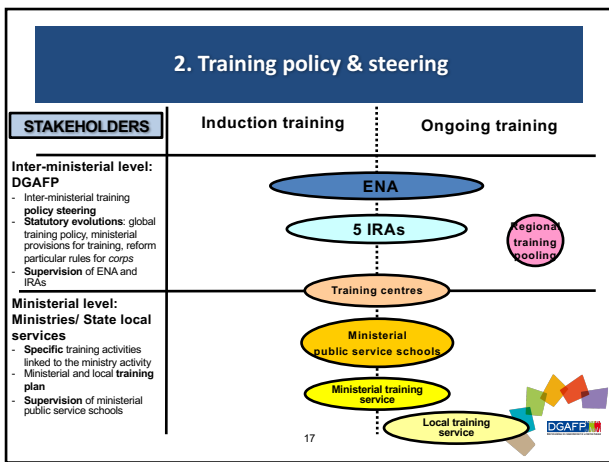 2. Training policy & steering
STAKEHOLDERS
Induction training
Ongoing training
Inter-ministerial level:
DGAFP
- Inter-ministerial training
policy steering
- Statutory evolutions: global
training policy, ministerial
provisions for training, reform
particular rules for corps
- Supervision of ENA and
IRAs
ENA
5 IRAs
Regional
training
pooling
Training centres
Ministerial level:
Ministries/ State local
services
- Specific training activities
linked to the ministry activity
- Ministerial and local training
plan
- Supervision of ministerial
public service schools
Ministerial
public service schools
Ministerial training
service
Local training
service
17
DGAFP